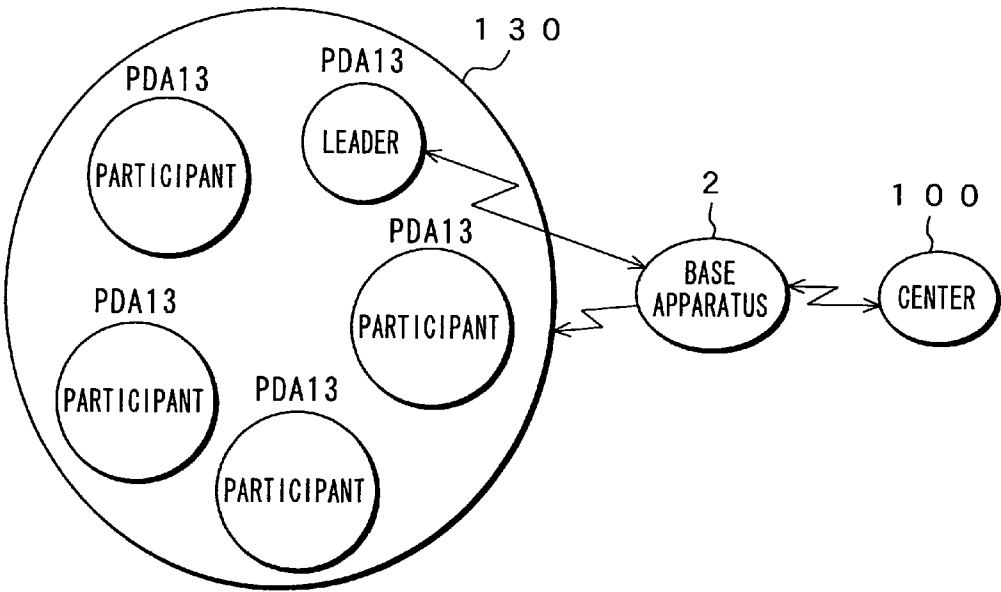 130
PDA13
LEADER
PDA13
PARTICIPANT
2
BASE
APPARATUS
100
CENTER
PDA13
PARTICIPANT
PDA13
PARTICIPANT
PDA13
PARTICIPANT